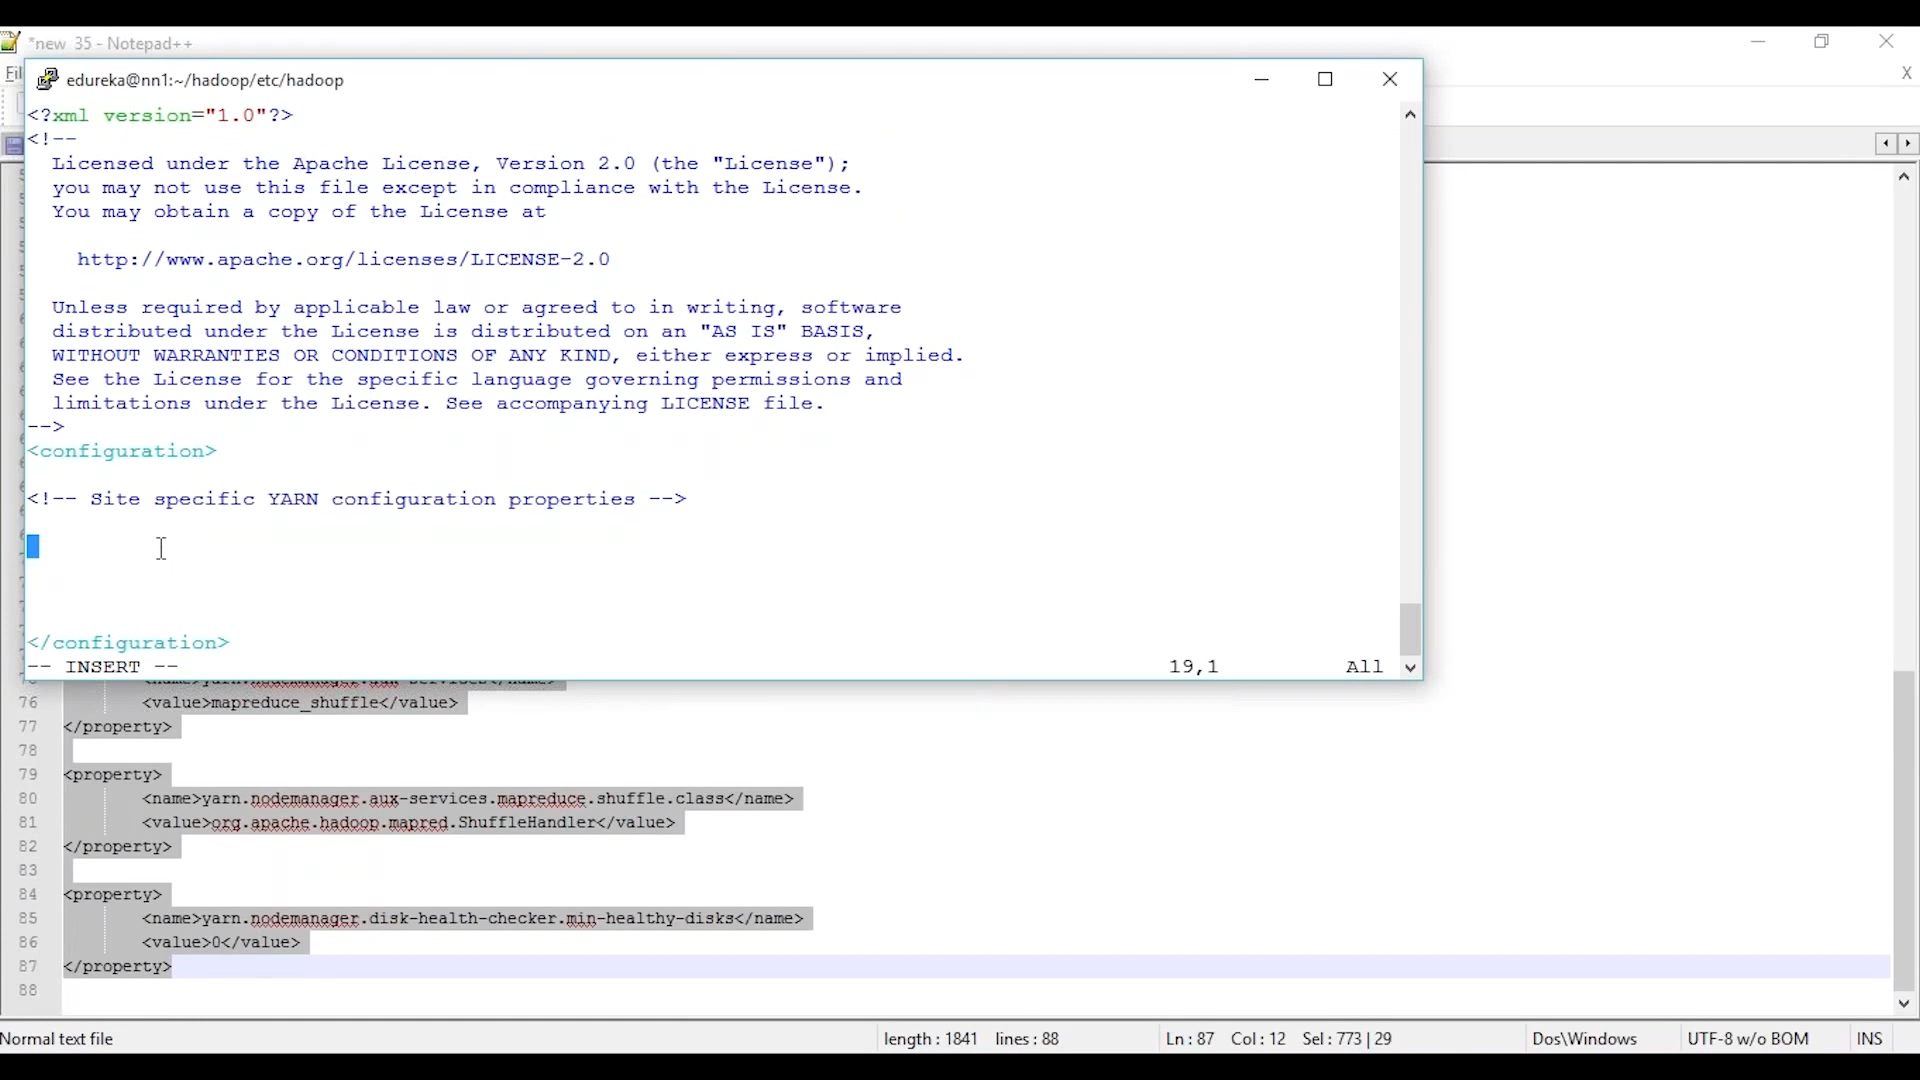 *new 35 - Notepad++
edureka@nn1:~/hadoop/etc/hadoop
X
<?xml version="1.0"?>
<!--
Licensed under the Apache License, Version 2.0 (the "License");
you may not use this file except in compliance with the License.
You may obtain a copy of the License at
http://www.apache.org/licenses/LICENSE-2.0
Unless required by applicable law or agreed to in writing, software
distributed under the License is distributed on an "AS IS" BASIS,
WITHOUT WARRANTIES OR CONDITIONS OF ANY KIND, either express or implied.
See the License for the specific language governing permissions and
limitations under the License. See accompanying LICENSE file.
-->
<configuration>
<!-- Site specific YARN configuration properties -->
</configuration>
-- INSERT -- 19,1 All
<name>yarn.nodemanager.aux-services</name>
76 <value>mapreduce_shuffle</value>
77 </property>
78
79 <property>
80 <name>yarn.nodemanager.aux-services.mapreduce.shuffle.class</name>
81 <value>org.apache.hadoop.mapred.ShuffleHandler</value>
82 </property>
83
84 <property>
85 <name>yarn.nodemanager.disk-health-checker.min-healthy-disks</name>
86 <value>0</value>
87 </property>
88
Normal text file length : 1841 lines : 88 Ln : 87 Col : 12 Sel : 773 | 29 Dos\Windows UTF-8 w/o BOM INS